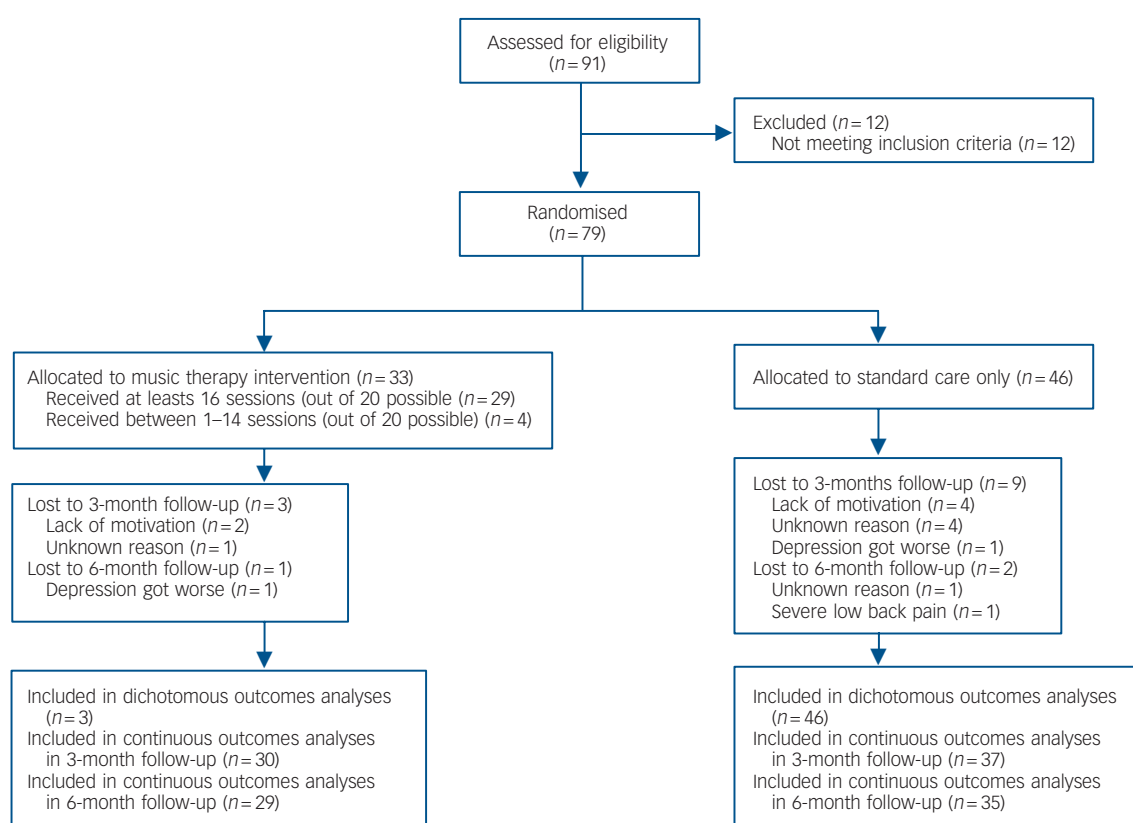 Assessed for eligibility
(n=91)
Excluded (n=12)
Not meeting inclusion criteria (n=12)
Randomised
(n=79)
Allocated to music therapy intervention (n=33)
Received at leasts 16 sessions (out of 20 possible (n=29)
Received between 1–14 sessions (out of 20 possible) (n=4)
Allocated to standard care only (n=46)
Lost to 3-month follow-up (n=3)
Lack of motivation (n=2)
Unknown reason (n=1)
Lost to 6-month follow-up (n=1)
Depression got worse (n=1)
Lost to 3-months follow-up (n=9)
Lack of motivation (n=4)
Unknown reason (n=4)
Depression got worse (n=1)
Lost to 6-month follow-up (n=2)
Unknown reason (n=1)
Severe low back pain (n=1)
Included in dichotomous outcomes analyses
(n=3)
Included in continuous outcomes analyses
in 3-month follow-up (n=30)
Included in continuous outcomes analyses
in 6-month follow-up (n=29)
Included in dichotomous outcomes analyses
(n=46)
Included in continuous outcomes analyses
in 3-month follow-up (n=37)
Included in continuous outcomes analyses
in 6-month follow-up (n=35)